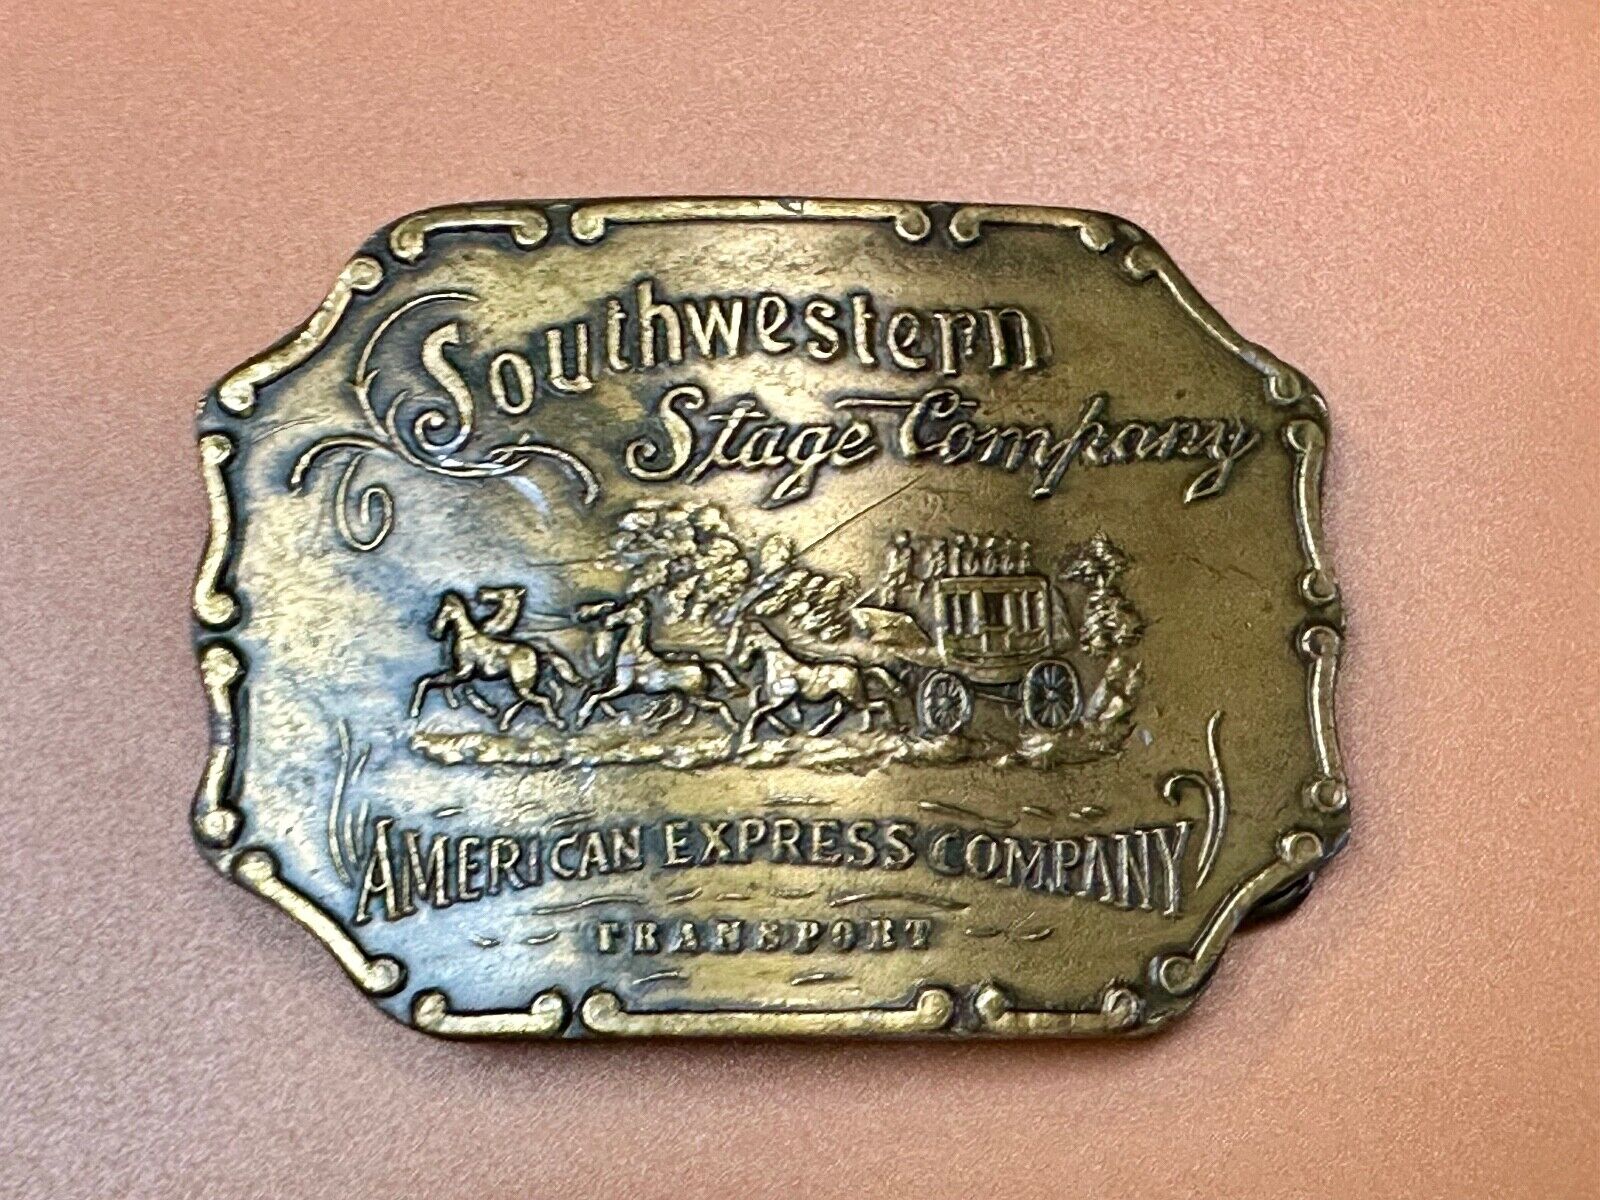 Southwestern
Stage Company
AMERICAN EXPRESS COMPANY
TRANSPORT